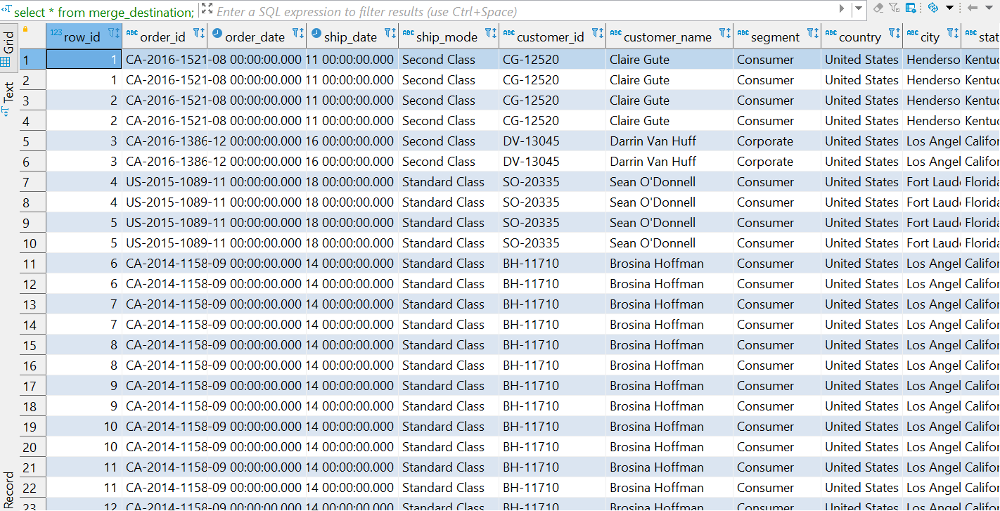 select * from merge_destination; Enter a SQL expression to filter results (use Ctrl+Space)
Grid
Text
Record
123 row_id ABC order_id order_date ship_date ABC ship_mode ABC customer_id ABC customer_name ABC segment ABC country ABC city ABC stat
1 1 CA-2016-1521 -08 00:00:00.000 11 00:00:00.000 Second Class CG-12520 Claire Gute Consumer United States Henderso Kentuc
2 1 CA-2016-1521 -08 00:00:00.000 11 00:00:00.000 Second Class CG-12520 Claire Gute Consumer United States Henderso Kentuc
3 2 CA-2016-1521 -08 00:00:00.000 11 00:00:00.000 Second Class CG-12520 Claire Gute Consumer United States Henderso Kentuc
4 2 CA-2016-1521 -08 00:00:00.000 11 00:00:00.000 Second Class CG-12520 Claire Gute Consumer United States Henderso Kentuc
5 3 CA-2016-1386 -12 00:00:00.000 16 00:00:00.000 Second Class DV-13045 Darrin Van Huff Corporate United States Los Angel Califor
6 3 CA-2016-1386 -12 00:00:00.000 16 00:00:00.000 Second Class DV-13045 Darrin Van Huff Corporate United States Los Angel Califor
7 4 US-2015-1089 -11 00:00:00.000 18 00:00:00.000 Standard Class SO-20335 Sean O'Donnell Consumer United States Fort Laud Florida
8 4 US-2015-1089 -11 00:00:00.000 18 00:00:00.000 Standard Class SO-20335 Sean O'Donnell Consumer United States Fort Laud Florida
9 5 US-2015-1089 -11 00:00:00.000 18 00:00:00.000 Standard Class SO-20335 Sean O'Donnell Consumer United States Fort Laud Florida
10 5 US-2015-1089 -11 00:00:00.000 18 00:00:00.000 Standard Class SO-20335 Sean O'Donnell Consumer United States Fort Laud Florida
11 6 CA-2014-1158 -09 00:00:00.000 14 00:00:00.000 Standard Class BH-11710 Brosina Hoffman Consumer United States Los Angel Califor
12 6 CA-2014-1158 -09 00:00:00.000 14 00:00:00.000 Standard Class BH-11710 Brosina Hoffman Consumer United States Los Angel Califor
13 7 CA-2014-1158 -09 00:00:00.000 14 00:00:00.000 Standard Class BH-11710 Brosina Hoffman Consumer United States Los Angel Califor
14 7 CA-2014-1158 -09 00:00:00.000 14 00:00:00.000 Standard Class BH-11710 Brosina Hoffman Consumer United States Los Angel Califor
15 8 CA-2014-1158 -09 00:00:00.000 14 00:00:00.000 Standard Class BH-11710 Brosina Hoffman Consumer United States Los Angel Califor
16 8 CA-2014-1158 -09 00:00:00.000 14 00:00:00.000 Standard Class BH-11710 Brosina Hoffman Consumer United States Los Angel Califor
17 9 CA-2014-1158 -09 00:00:00.000 14 00:00:00.000 Standard Class BH-11710 Brosina Hoffman Consumer United States Los Angel Califor
18 9 CA-2014-1158 -09 00:00:00.000 14 00:00:00.000 Standard Class BH-11710 Brosina Hoffman Consumer United States Los Angel Califor
19 10 CA-2014-1158 -09 00:00:00.000 14 00:00:00.000 Standard Class BH-11710 Brosina Hoffman Consumer United States Los Angel Califor
20 10 CA-2014-1158 -09 00:00:00.000 14 00:00:00.000 Standard Class BH-11710 Brosina Hoffman Consumer United States Los Angel Califor
21 11 CA-2014-1158 -09 00:00:00.000 14 00:00:00.000 Standard Class BH-11710 Brosina Hoffman Consumer United States Los Angel Califor
22 11 CA-2014-1158 -09 00:00:00.000 14 00:00:00.000 Standard Class BH-11710 Brosina Hoffman Consumer United States Los Angel Califor
23 12 CA-2014-1158 -09 00:00:00.000 14 00:00:00.000 Standard Class BH-11710 Brosina Hoffman Consumer United States Los Angel Califor